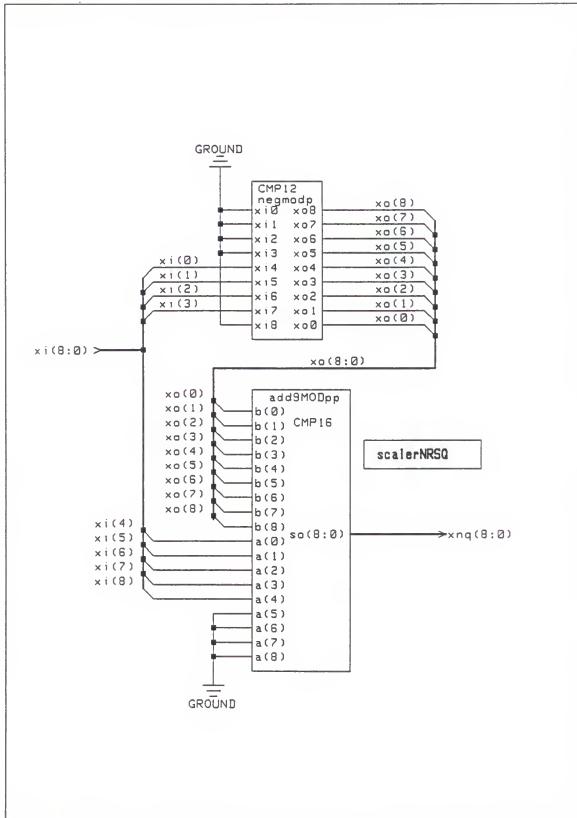 GROUND
CMP12
negmodp
xi0 xo8 xo(8)
xi1 xo7 xo(7)
xi2 xo6 xo(6)
xi3 xo5 xo(5)
xi(0) xi4 xo4 xo(4)
xi(1) xi5 xo3 xo(3)
xi(2) xi6 xo2 xo(2)
xi(3) xi7 xo1 xo(1)
xi8 xo0 xo(0)
xi(8:0)
xo(8:0)
add9MODpp
CMP16
xo(0) b(0)
xo(1) b(1)
xo(2) b(2)
xo(3) b(3)
xo(4) b(4)
xo(5) b(5)
xo(6) b(6)
xo(7) b(7)
xo(8) b(8)
scalerNRSQ
so(8:0) xnq(8:0)
xi(4) a(0)
xi(5) a(1)
xi(6) a(2)
xi(7) a(3)
xi(8) a(4)
a(5)
a(6)
a(7)
a(8)
GROUND